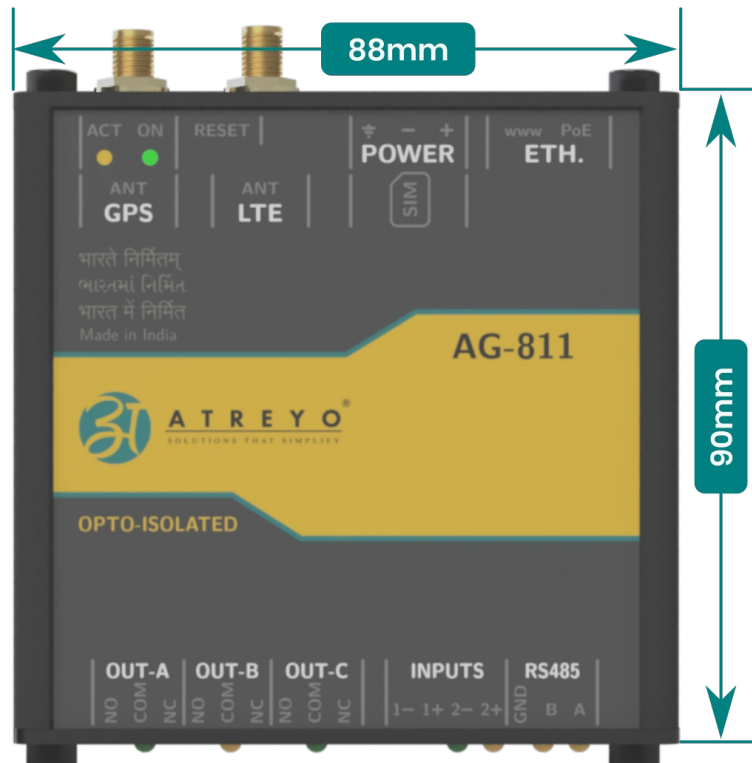 88mm
ACT ON RESET ⏚ − + www PoE
POWER ETH.
ANT ANT
GPS LTE SIM
भारते निर्मितम्
ભારતમાં નિર્મિત
भारत में निर्मित
Made in India
AG-811
90mm
अ ATREYO®
SOLUTIONS THAT SIMPLIFY
OPTO-ISOLATED
OUT-A OUT-B OUT-C INPUTS RS485
NO COM NC NO COM NC NO COM NC 1− 1+ 2− 2+ GND B A